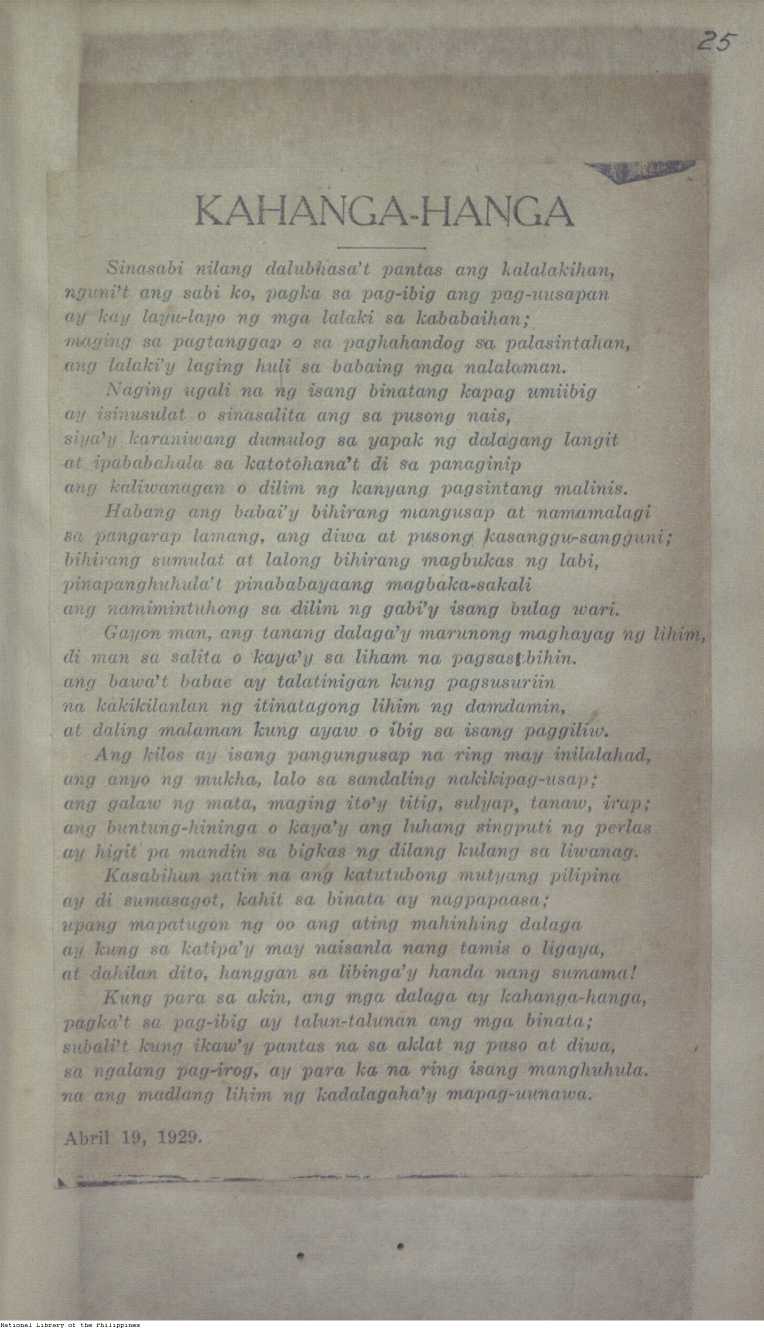 25
KAHANGA-HANGA
Sinasabi nilang dalubhasa't pantas ang kalalakihan,
nguni't ang sabi ko, pagka sa pag-ibig ang pag-uusapan
ay kay layu-layo ng mga lalaki sa kababaihan;
maging sa pagtanggap o sa paghahandog sa palasintahan,
ang lalaki'y laging huli sa babaing mga nalalaman.
Naging ugali na ng isang binatang kapag umiibig
ay isinusulat o sinasalita ang sa pusong nais,
siya'y karaniwang dumulog sa yapak ng dalagang langit
at ipababahala sa katotohana't di sa panaginip
ang kaliwanagan o dilim ng kanyang pagsintang malinis.
Habang ang babai'y bihirang mangusap at namamalagi
sa pangarap lamang, ang diwa at pusong kasanggu-sangguni;
bihirang sumulat at lalong bihirang magbukas ng labi,
pinapanghuhula't pinababayaang magbaka-sakali
ang namimintuhong sa dilim ng gabi'y isang bulag wari.
Gayon man, ang tanang dalaga'y marunong maghayag ng lihim,
di man sa salita o kaya'y sa liham na pagsasabihin.
ang bawa't babae ay talatinigan kung pagsusuriin
na kakikilanlan ng itinatagong lihim ng damdamin,
at daling malaman kung ayaw o ibig sa isang paggiliw.
Ang kilos ay isang pangungusap na ring may inilalahad,
ang anyo ng mukha, lalo sa sandaling nakikipag-usap;
ang galaw ng mata, maging ito'y titig, sulyap, tanaw, irap;
ang buntung-hininga o kaya'y ang luhang singputi ng perlas
ay higit pa mandin sa bigkas ng dilang kulang sa liwanag.
Kasabihan natin na ang katutubong mutyang pilipina
ay di sumasagot, kahit sa binata ay nagpapaasa;
upang mapatugon ng oo ang ating mahinhing dalaga
ay kung sa katipa'y may naisanla nang tamis o ligaya,
at dahilan dito, hanggan sa libinga'y handa nang sumama!
Kung para sa akin, ang mga dalaga ay kahanga-hanga,
pagka't sa pag-ibig ay talun-talunan ang mga binata;
subali't kung ikaw'y pantas na sa aklat ng puso at diwa,
sa ngalang pag-irog, ay para ka na ring isang manghuhula.
na ang madlang lihim ng kadalagaha'y mapag-uunawa.
Abril 19, 1929.
National Library of the Philippines